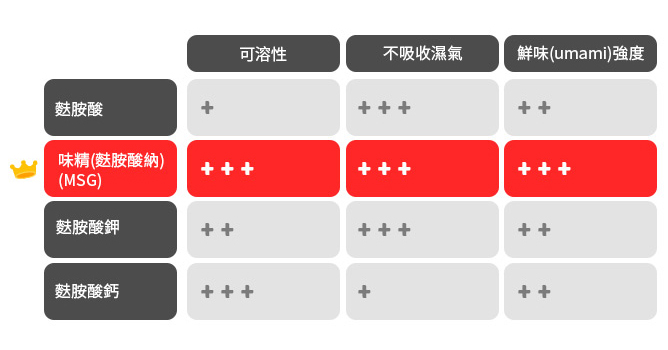 可溶性 不吸收濕氣 鮮味(umami)強度
麩胺酸 + +++ ++
味精(麩胺酸納)
(MSG) +++ +++ +++
麩胺酸鉀 ++ +++ ++
麩胺酸鈣 +++ + ++